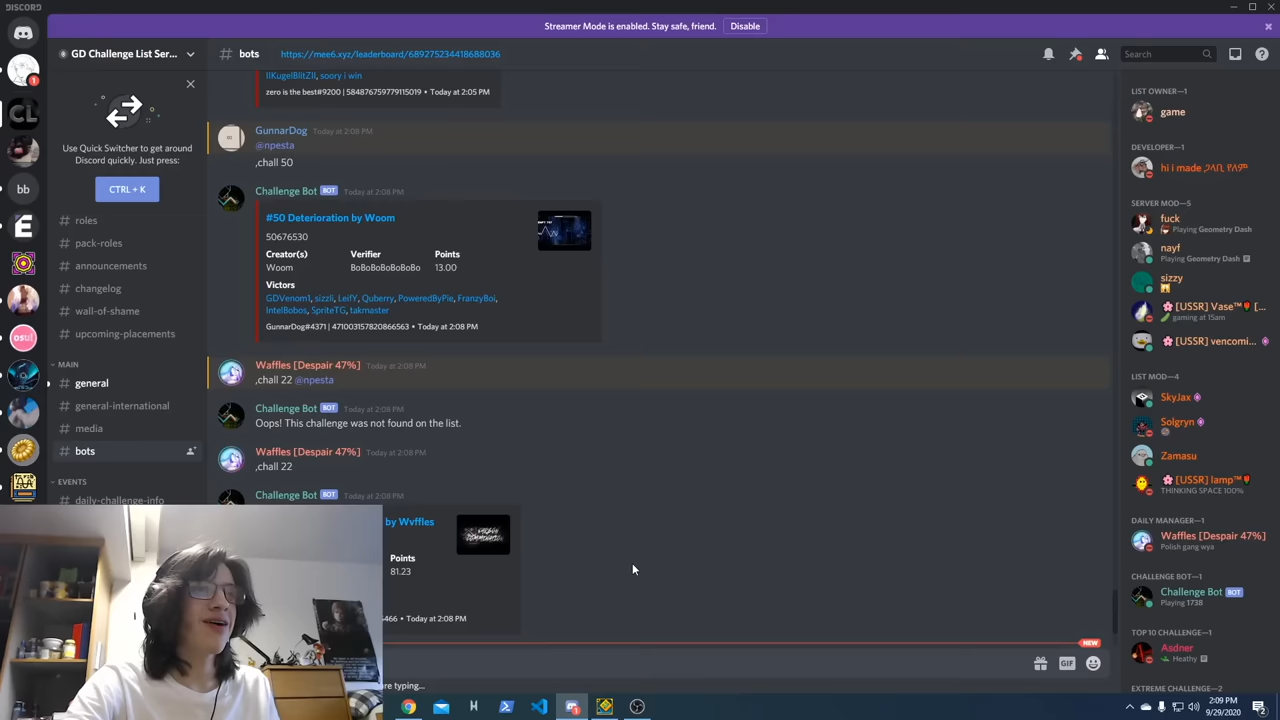 DISCORD
Streamer Mode is enabled. Stay safe, friend. Disable
GD Challenge List Ser...
# bots https://mee6.xyz/leaderboard/689275234418688036
Search
Use Quick Switcher to get around
Discord quickly. Just press:
CTRL + K
# roles
# pack-roles
# announcements
# changelog
# wall-of-shame
# upcoming-placements
MAIN
# general
# general-international
# media
# bots
EVENTS
# daily-challenge-info
1
CL
bb
E
osu!
IIKugelBlitZII, soory i win
zero is the best#9200 | 584876759779115019 • Today at 2:05 PM
GunnarDog Today at 2:08 PM
@npesta
,chall 50
Challenge Bot BOT Today at 2:08 PM
#50 Deterioration by Woom
50676530
Creator(s) Verifier Points
Woom BoBoBoBoBoBoBo 13.00
Victors
GDVenom1, sizzli, LeifY, Quberry, PoweredByPie, FranzyBoi,
IntelBobos, SpriteTG, takmaster
GunnarDog#4371 | 471003157820866563 • Today at 2:08 PM
Waffles [Despair 47%] Today at 2:08 PM
,chall 22 @npesta
Challenge Bot BOT Today at 2:08 PM
Oops! This challenge was not found on the list.
Waffles [Despair 47%] Today at 2:08 PM
,chall 22
Challenge Bot BOT Today at 2:08 PM
by Wvffles
Points
81.23
466 • Today at 2:08 PM
NEW
GIF
re typing...
LIST OWNER—1
game
DEVELOPER—1
hi i made
SERVER MOD—5
fuck
Playing Geometry Dash
nayf
Playing Geometry Dash
sizzy
[USSR] Vase™ [...
gaming at 15am
[USSR] vencomi...
LIST MOD—4
SkyJax
Solgryn
Zamasu
[USSR] lamp™
THINKING SPACE 100%
DAILY MANAGER—1
Waffles [Despair 47%]
Polish gang wya
CHALLENGE BOT—1
Challenge Bot BOT
Playing 1738
TOP 10 CHALLENGE—1
Asdner
Heathy
EXTREME CHALLENGE—2
2:09 PM
9/29/2020
2